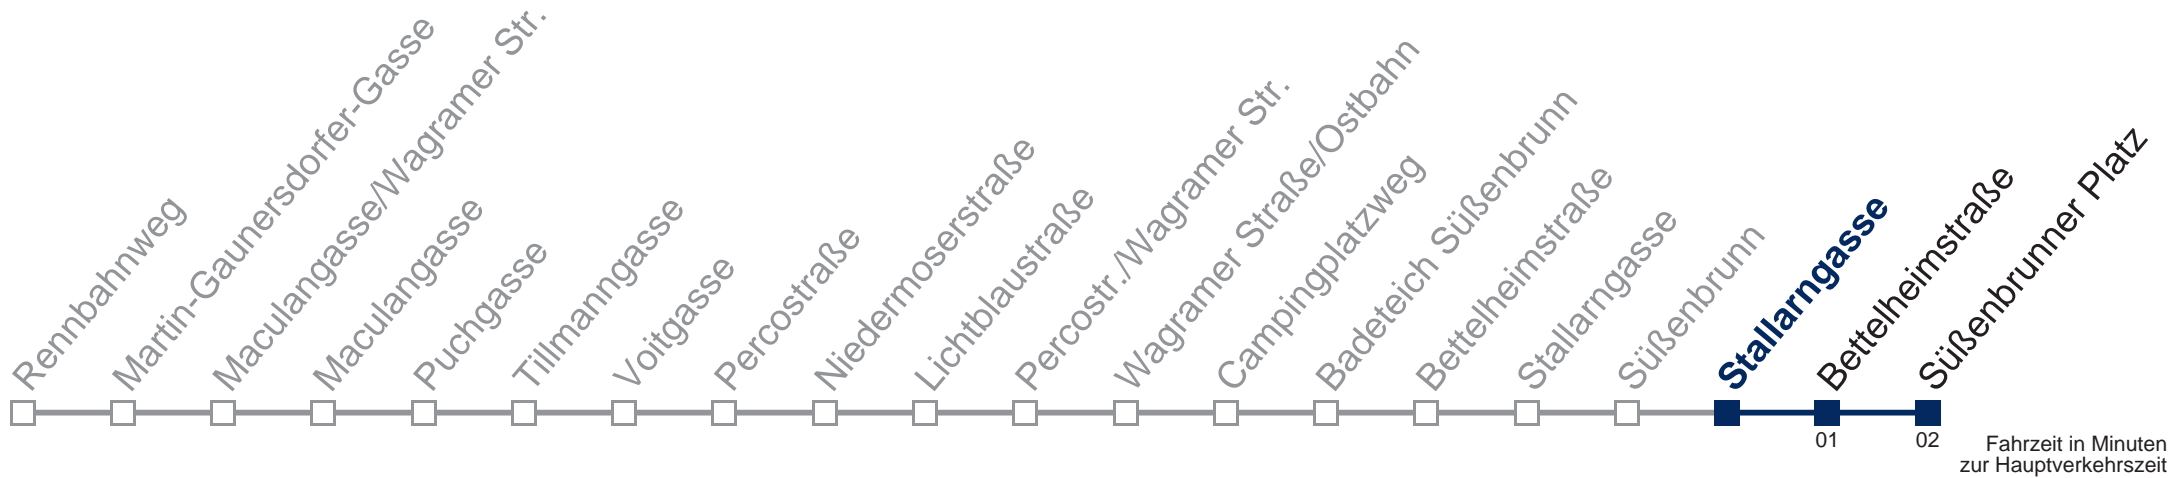 Rennbahnweg
Martin-Gaunersdorfer-Gasse
Maculangasse/Wagramer Str.
Maculangasse
Puchgasse
Tillmanngasse
Voitgasse
Percostraße
Niedermoserstraße
Lichtblaustraße
Percostr./Wagramer Str.
Wagramer Straße/Ostbahn
Campingplatzweg
Badeteich Süßenbrunn
Bettelheimstraße
Stallarngasse
Süßenbrunn
Stallarngasse
Bettelheimstraße
Süßenbrunner Platz
01
02
Fahrzeit in Minuten
zur Hauptverkehrszeit